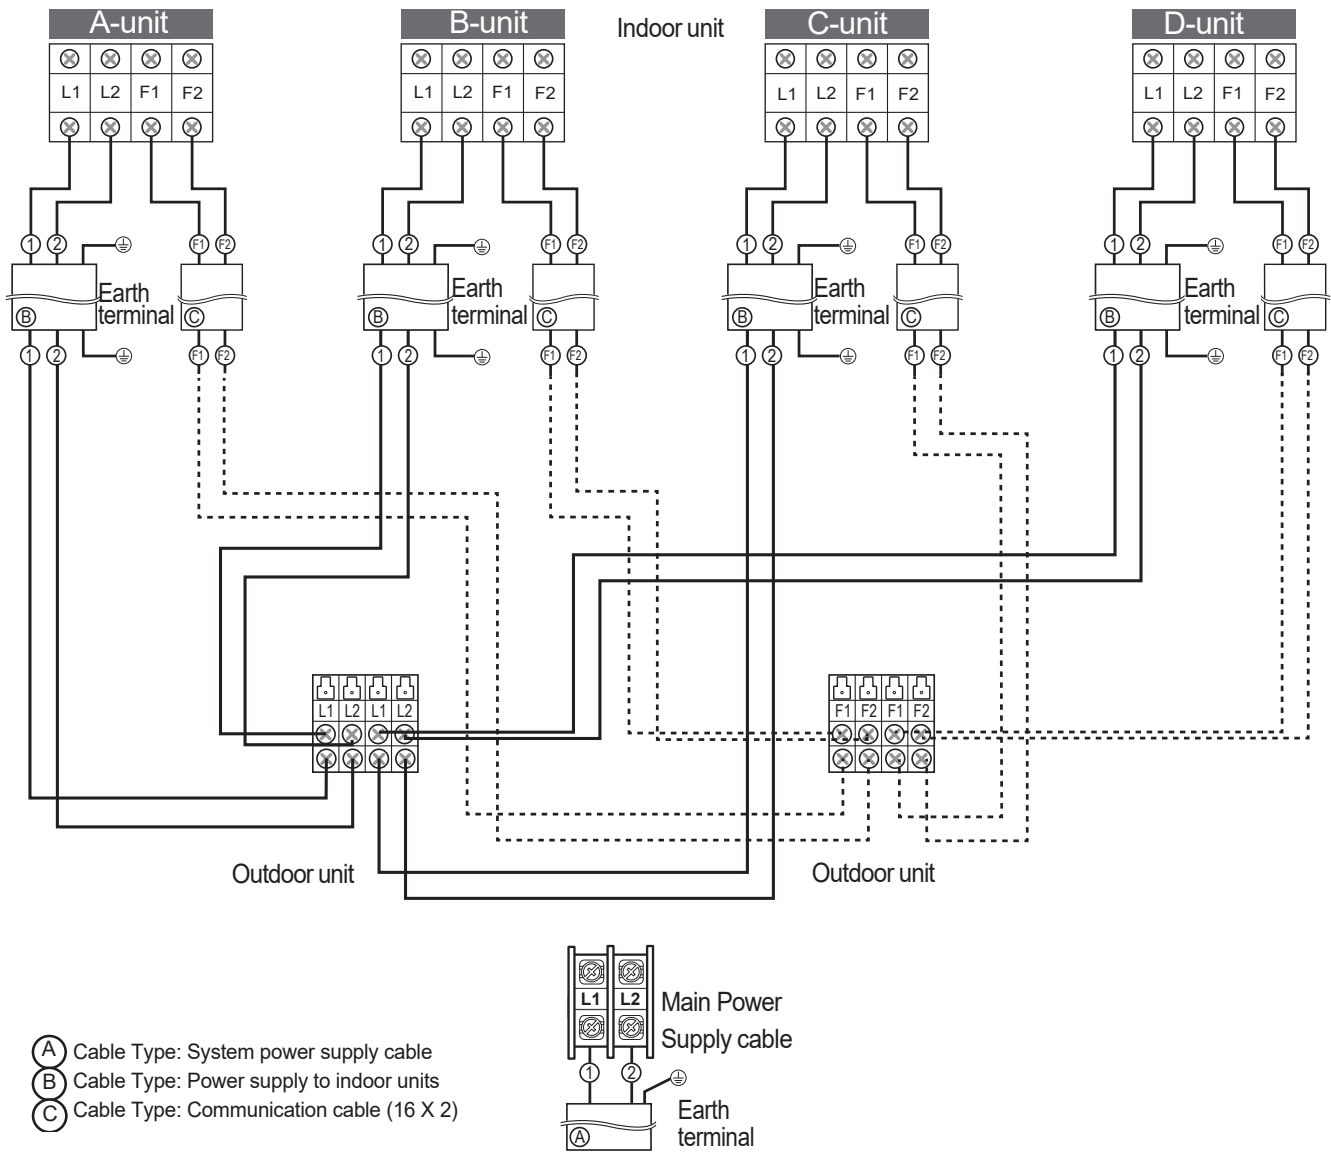 A-unit B-unit Indoor unit C-unit D-unit
L1 L2 F1 F2 L1 L2 F1 F2 L1 L2 F1 F2 L1 L2 F1 F2
1 2 F1 F2 1 2 F1 F2 1 2 F1 F2 1 2 F1 F2
Earth Earth Earth Earth
B terminal C B terminal C B terminal C B terminal C
1 2 F1 F2 1 2 F1 F2 1 2 F1 F2 1 2 F1 F2
L1 L2 L1 L2 F1 F2 F1 F2
Outdoor unit Outdoor unit
L1 L2 Main Power
Supply cable
1 2
Earth
A terminal
A Cable Type: System power supply cable
B Cable Type: Power supply to indoor units
C Cable Type: Communication cable (16 X 2)